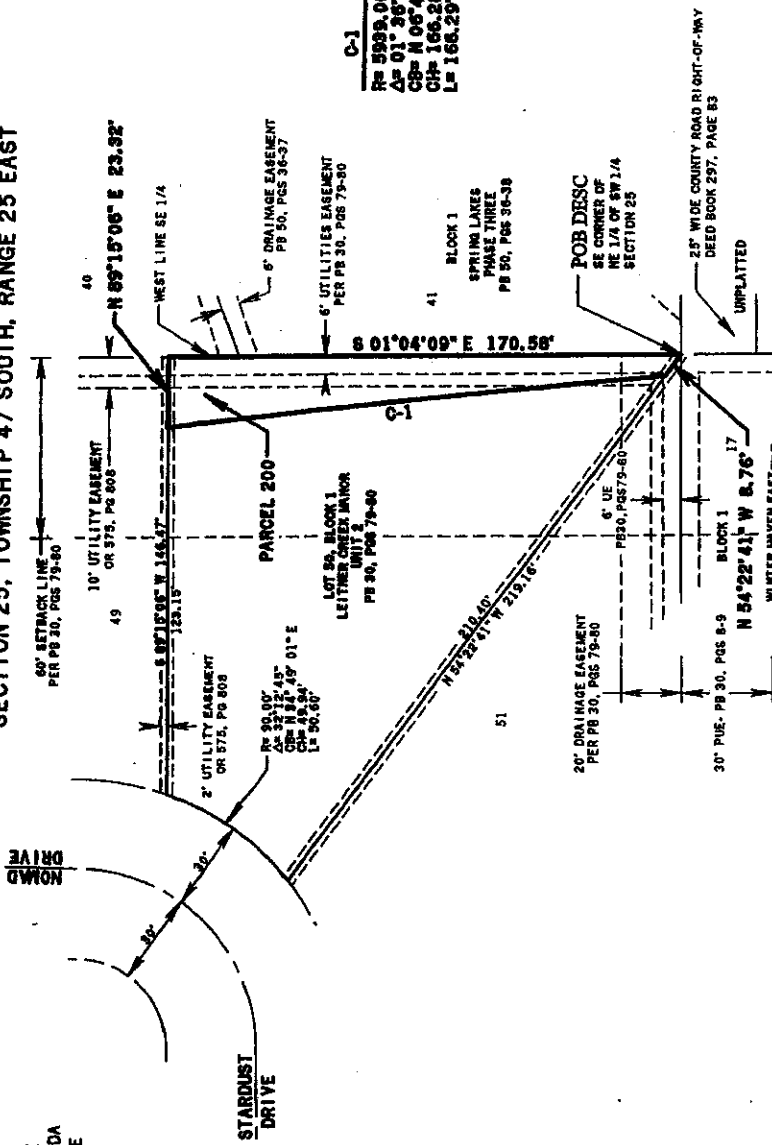 SECTION 25, TOWNSHIP 47 SOUTH, RANGE 25 EAST
60' SETBACK LINE
PER PB 30, PGS 79-80
40
N 89°15'06" E 23.32'
WEST LINE SE 1/4
6' DRAINAGE EASEMENT
PB 50, PGS 36-37
10' UTILITY EASEMENT
OR 575, PG 808
49
6' UTILITIES EASEMENT
PER PB 30, PGS 79-80
C-1
R= 5939.0
Δ= 01° 36'
CB= N 06°4
CH= 166.2
L= 166.29
S 89°15'06" W 146.47'
123.15'
PARCEL 200
S 01°04'09" E 170.58'
41
BLOCK 1
SPRING LAKES
PHASE THREE
PB 50, PGS 36-38
C-1
2' UTILITY EASEMENT
OR 575, PG 808
LOT 50, BLOCK 1
LEITNER CREEK MANOR
UNIT 2
PB 30, PGS 79-80
R= 90.00'
Δ= 32°12'45"
CB= N 34° 49' 01" E
CH= 49.94'
L= 50.60'
NOMAD
DRIVE
30'
30'
STARDUST
DRIVE
DA
E
210.40'
N 54°22'41" W 219.16'
51
POB DESC
SE CORNER OF
NE 1/4 OF SW 1/4
SECTION 25
25' WIDE COUNTY ROAD RIGHT-OF-WAY
DEED BOOK 297, PAGE 83
UNPLATTED
6' UE
PB30,PGS79-80
20' DRAINAGE EASEMENT
PER PB 30, PGS 79-80
30' PUE- PB 30, PGS 8-9
BLOCK 1
17
N 54°22'41" W 8.76'